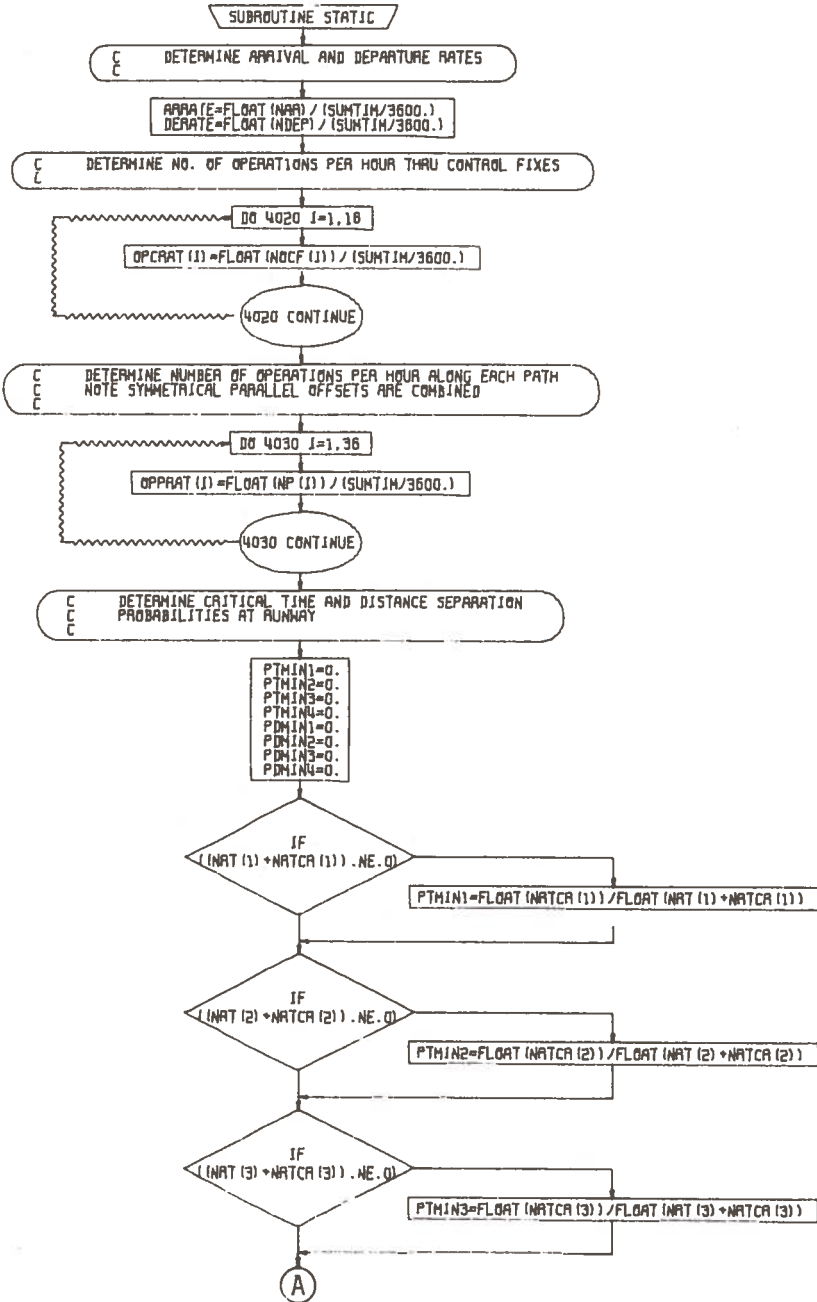 SUBROUTINE STATIC
C DETERMINE ARRIVAL AND DEPARTURE RATES
C
ARRATE=FLOAT(NAR)/(SUMTIM/3600.)
DERATE=FLOAT(NDEP)/(SUMTIM/3600.)
C DETERMINE NO. OF OPERATIONS PER HOUR THRU CONTROL FIXES
C
DO 4020 I=1,18
OPCRAT(I)=FLOAT(NOCF(I))/(SUMTIM/3600.)
4020 CONTINUE
C DETERMINE NUMBER OF OPERATIONS PER HOUR ALONG EACH PATH
C NOTE SYMMETRICAL PARALLEL OFFSETS ARE COMBINED
C
DO 4030 I=1,36
OPPRAT(I)=FLOAT(NP(I))/(SUMTIM/3600.)
4030 CONTINUE
C DETERMINE CRITICAL TIME AND DISTANCE SEPARATION
C PROBABILITIES AT RUNWAY
C
PTMIN1=0.
PTMIN2=0.
PTMIN3=0.
PTMIN4=0.
PDMIN1=0.
PDMIN2=0.
PDMIN3=0.
PDMIN4=0.
IF
((NAT(1)+NATCR(1)).NE.0)
PTMIN1=FLOAT(NATCR(1))/FLOAT(NAT(1)+NATCR(1))
IF
((NAT(2)+NATCR(2)).NE.0)
PTMIN2=FLOAT(NATCR(2))/FLOAT(NAT(2)+NATCR(2))
IF
((NAT(3)+NATCR(3)).NE.0)
PTMIN3=FLOAT(NATCR(3))/FLOAT(NAT(3)+NATCR(3))
A